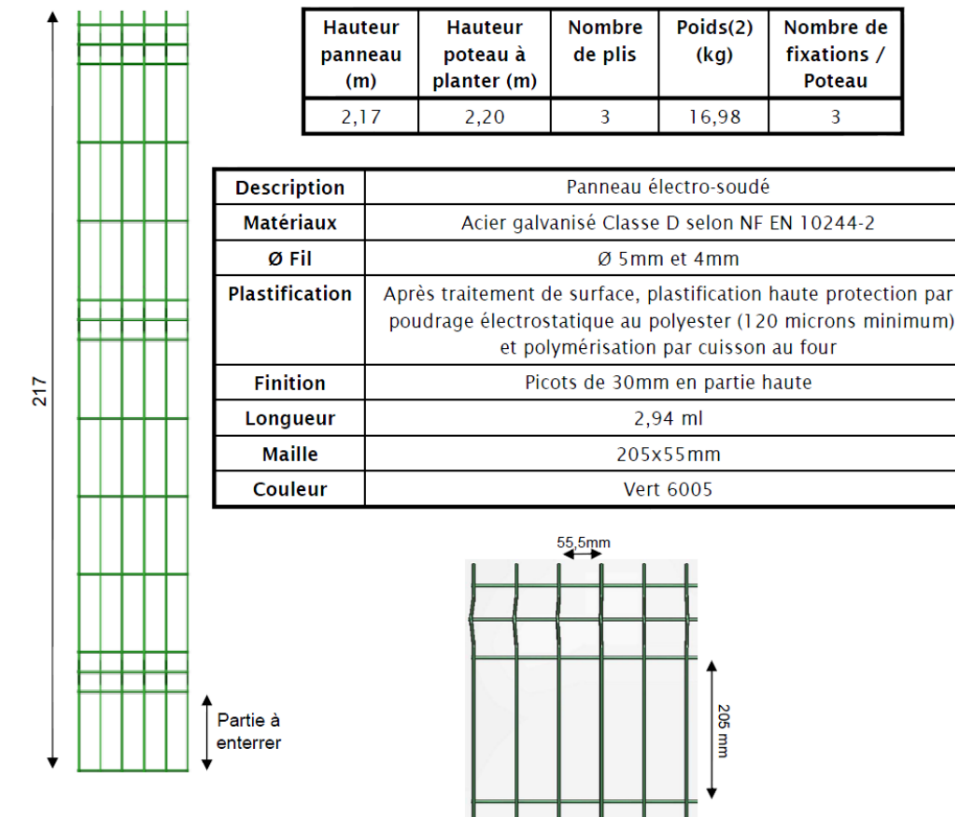 Hauteur panneau (m)
Hauteur poteau à planter (m)
Nombre de plis
Poids(2) (kg)
Nombre de fixations / Poteau
2,17
2,20
3
16,98
3
Description
Panneau électro-soudé
Matériaux
Acier galvanisé Classe D selon NF EN 10244-2
Ø Fil
Ø 5mm et 4mm
Plastification
Après traitement de surface, plastification haute protection par
poudrage électrostatique au polyester (120 microns minimum)
et polymérisation par cuisson au four
Finition
Picots de 30mm en partie haute
Longueur
2,94 ml
Maille
205x55mm
Couleur
Vert 6005
217
Partie à
enterrer
55,5mm
205 mm